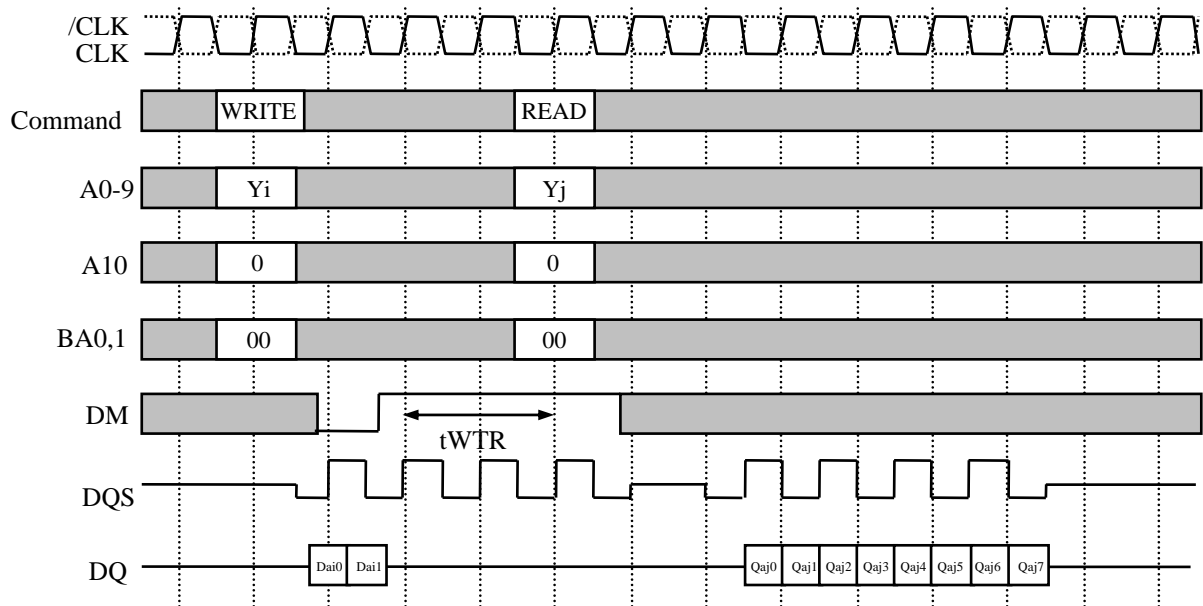 /CLK
CLK
Command WRITE READ
A0-9 Yi Yj
A10 0 0
BA0,1 00 00
DM
tWTR
DQS
DQ Dai0 Dai1 Qaj0 Qaj1 Qaj2 Qaj3 Qaj4 Qaj5 Qaj6 Qaj7